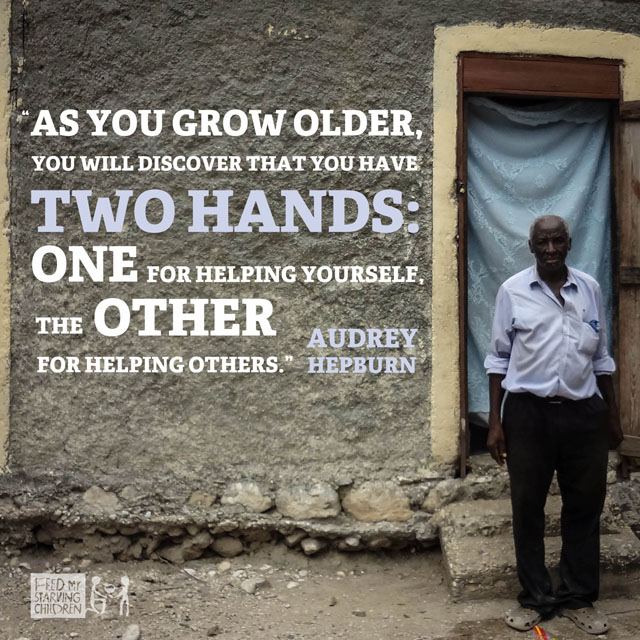 “AS YOU GROW OLDER,
YOU WILL DISCOVER THAT YOU HAVE
TWO HANDS:
ONE FOR HELPING YOURSELF,
THE OTHER
FOR HELPING OTHERS.”
AUDREY
HEPBURN
FEED MY
STARVING
CHILDREN